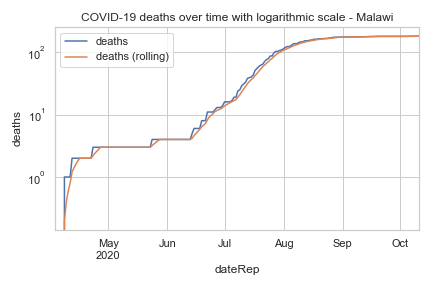 COVID-19 deaths over time with logarithmic scale - Malawi
deaths
deaths (rolling)
10²
10¹
10⁰
deaths
May
2020
Jun
Jul
Aug
Sep
Oct
dateRep